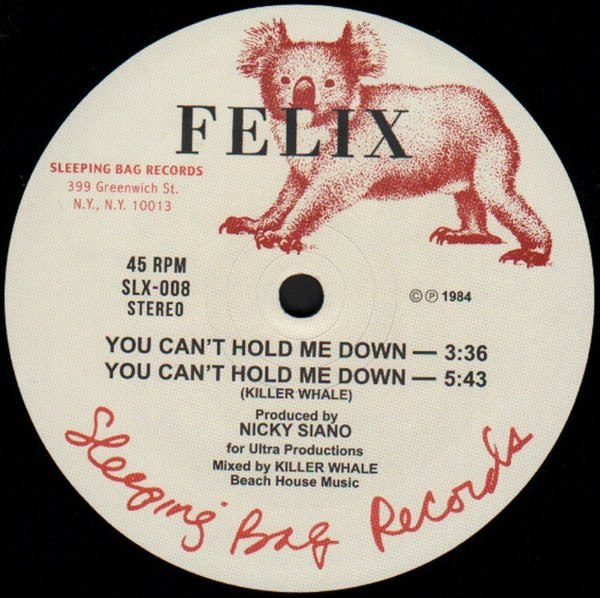 FELIX
SLEEPING BAG RECORDS
399 Greenwich St.
N.Y., N.Y. 10013
45 RPM
SLX-008
STEREO
© ℗ 1984
YOU CAN'T HOLD ME DOWN — 3:36
YOU CAN'T HOLD ME DOWN — 5:43
(KILLER WHALE)
Produced by
NICKY SIANO
for Ultra Productions
Mixed by KILLER WHALE
Beach House Music
Sleeping Bag Records